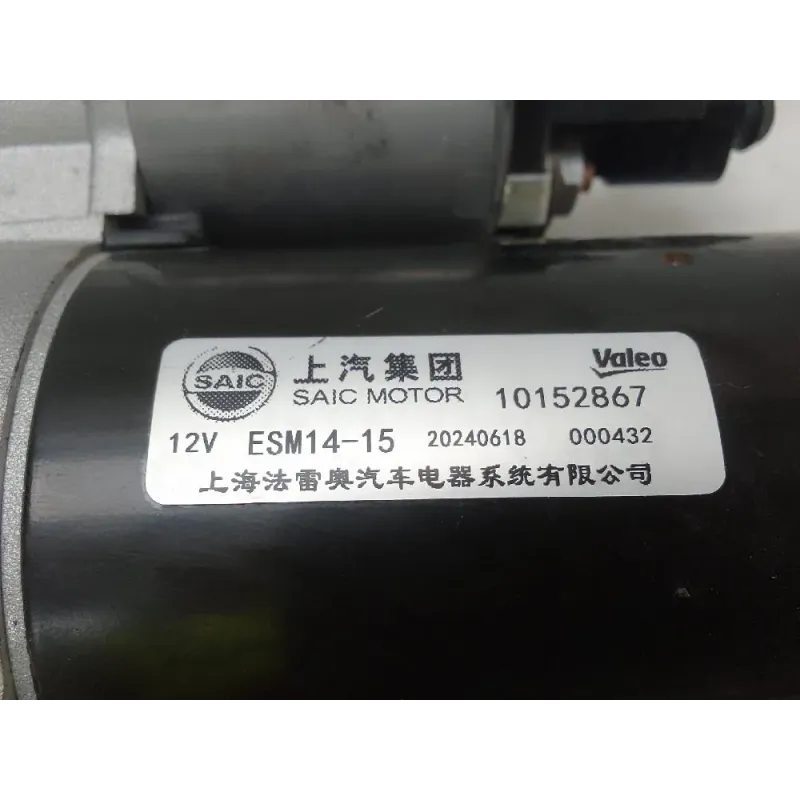 SAIC 上汽集团 Valeo
SAIC MOTOR 10152867
12V ESM14-15 20240618 000432
上海法雷奥汽车电器系统有限公司